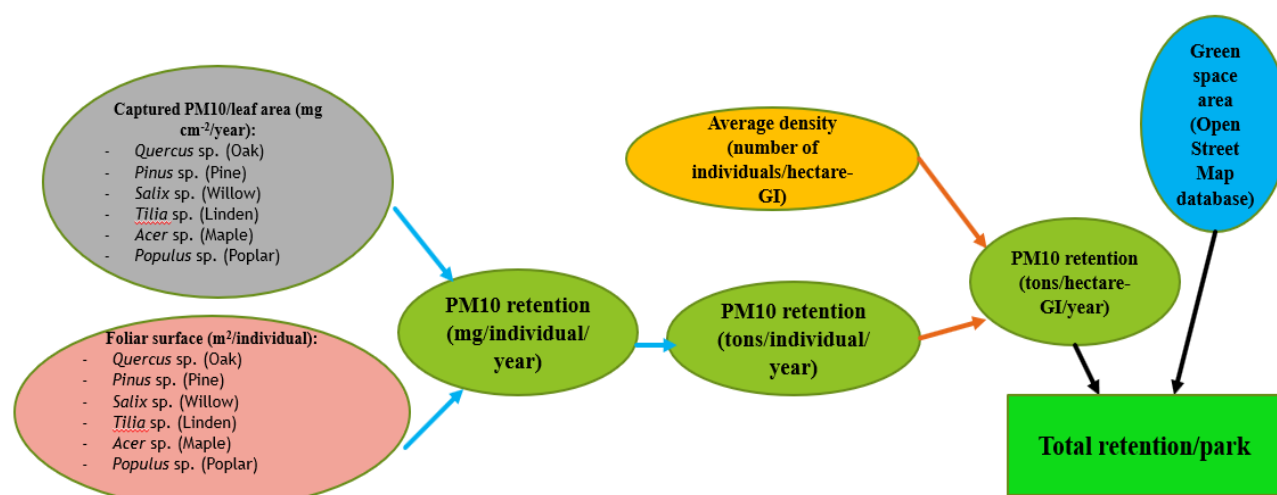 Captured PM10/leaf area (mg
cm⁻²/year):
- Quercus sp. (Oak)
- Pinus sp. (Pine)
- Salix sp. (Willow)
- Tilia sp. (Linden)
- Acer sp. (Maple)
- Populus sp. (Poplar)
Foliar surface (m²/individual):
- Quercus sp. (Oak)
- Pinus sp. (Pine)
- Salix sp. (Willow)
- Tilia sp. (Linden)
- Acer sp. (Maple)
- Populus sp. (Poplar)
PM10 retention
(mg/individual/
year)
PM10 retention
(tons/individual/
year)
Average density
(number of
individuals/hectare-
GI)
PM10 retention
(tons/hectare-
GI/year)
Green
space
area
(Open
Street
Map
database)
Total retention/park